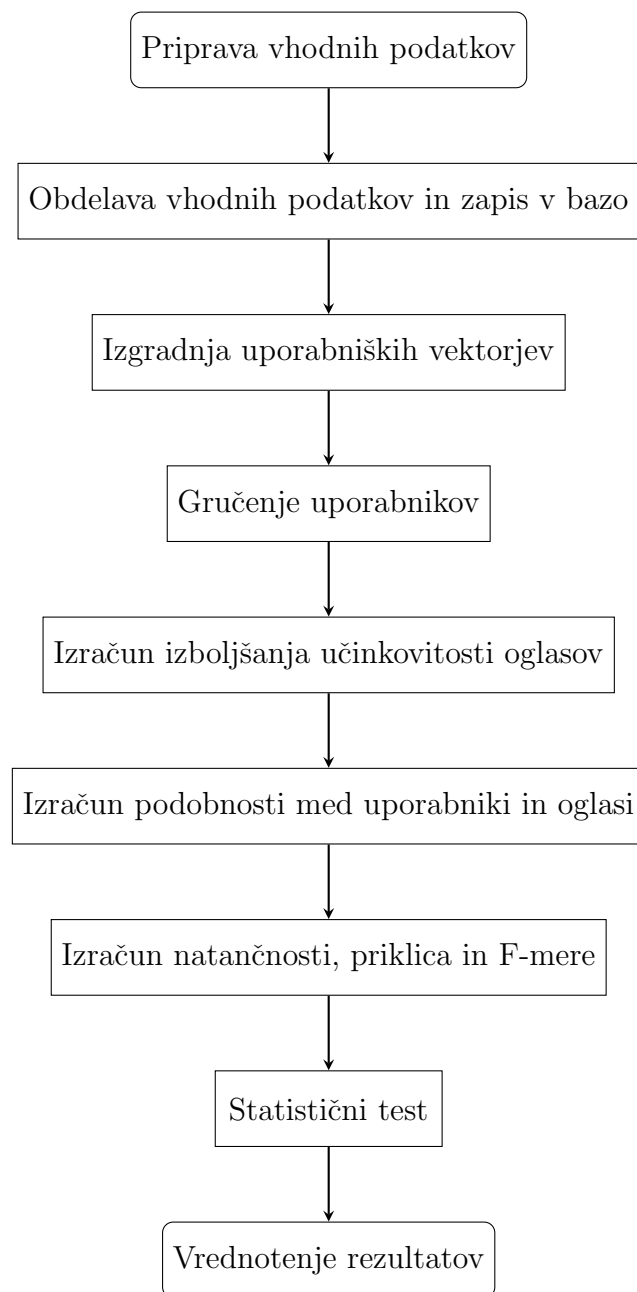 Priprava vhodnih podatkov
Obdelava vhodnih podatkov in zapis v bazo
Izgradnja uporabniških vektorjev
Gručenje uporabnikov
Izračun izboljšanja učinkovitosti oglasov
Izračun podobnosti med uporabniki in oglasi
Izračun natančnosti, priklica in F-mere
Statistični test
Vrednotenje rezultatov